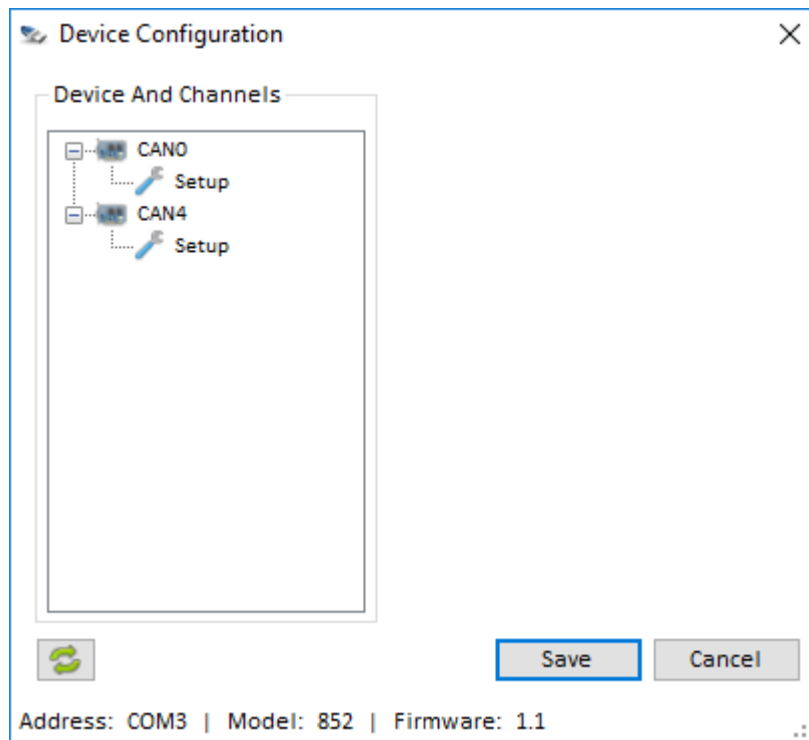 Device Configuration
Device And Channels
CAN0
Setup
CAN4
Setup
Save Cancel
Address: COM3 | Model: 852 | Firmware: 1.1